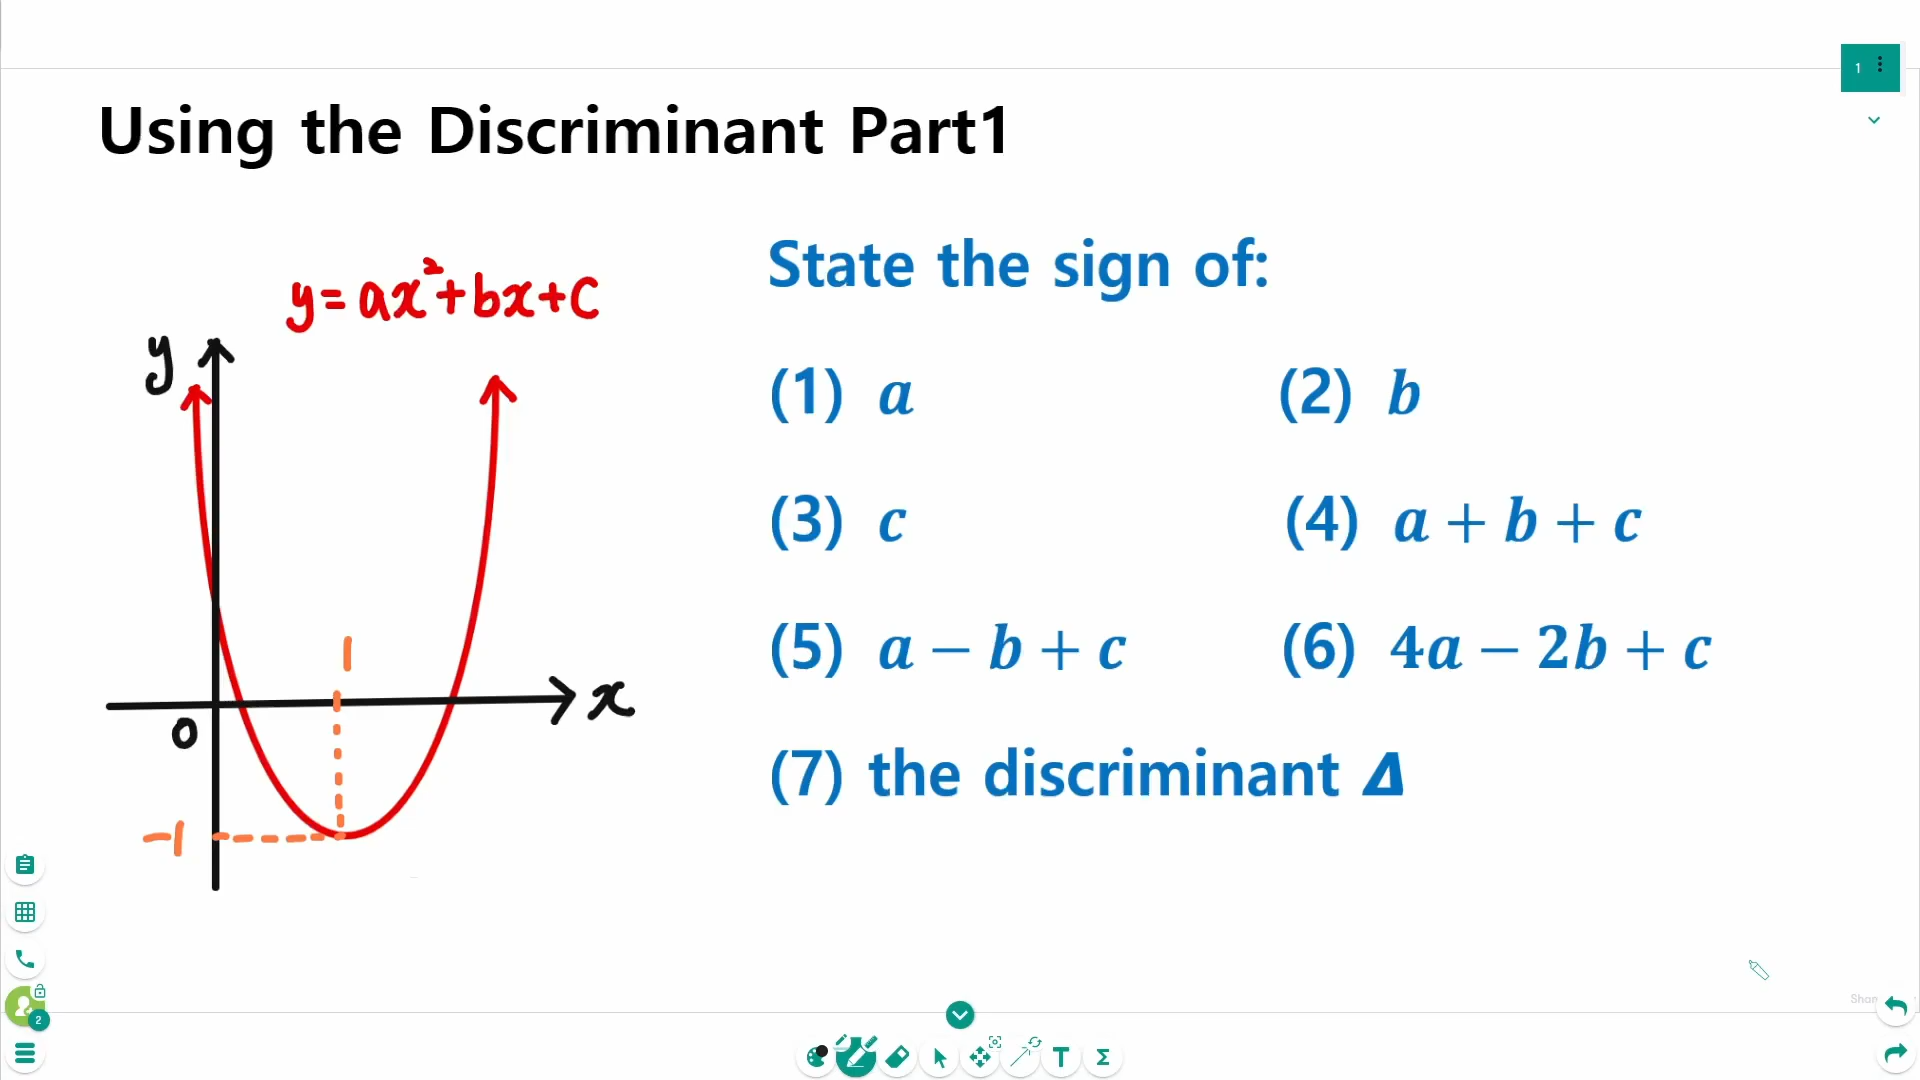 1
Using the Discriminant Part1
y=ax²+bx+c
State the sign of:
y
(1) a
(2) b
(3) c
(4) a + b + c
1
(5) a − b + c
(6) 4a − 2b + c
x
0
(7) the discriminant Δ
-1
2
T
Σ